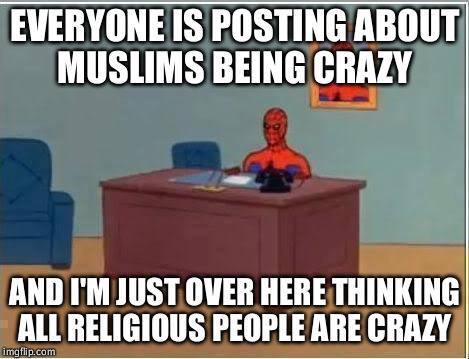 EVERYONE IS POSTING ABOUT
MUSLIMS BEING CRAZY
AND I'M JUST OVER HERE THINKING
ALL RELIGIOUS PEOPLE ARE CRAZY
imgflip.com